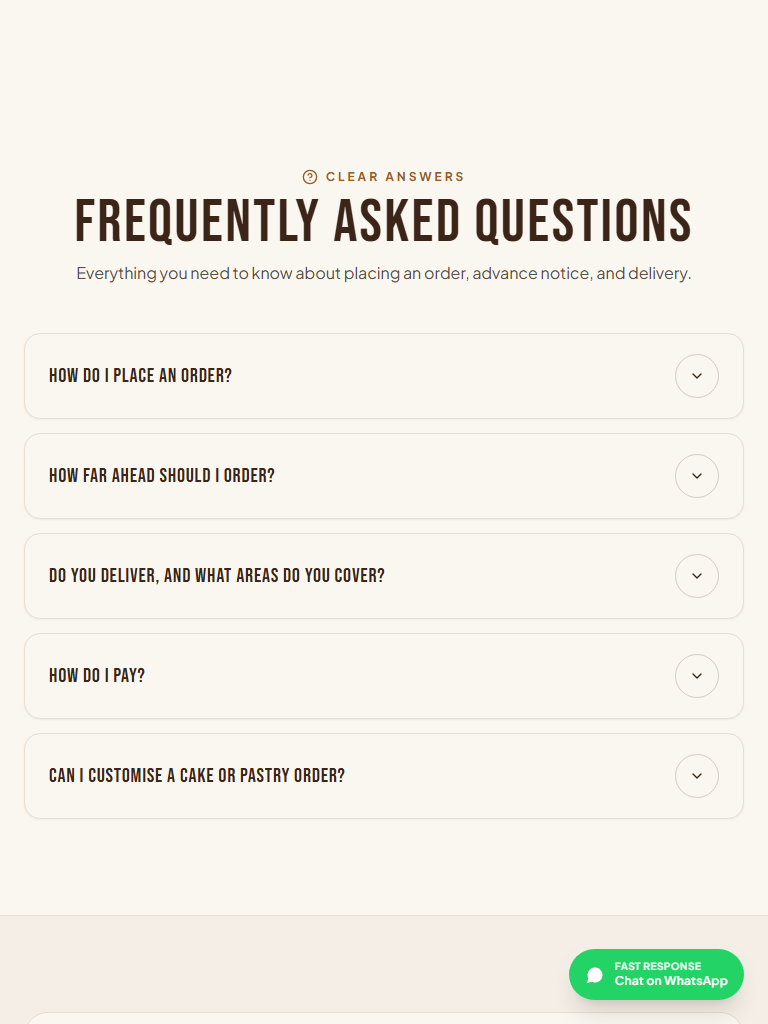 CLEAR ANSWERS
FREQUENTLY ASKED QUESTIONS
Everything you need to know about placing an order, advance notice, and delivery.
HOW DO I PLACE AN ORDER?
HOW FAR AHEAD SHOULD I ORDER?
DO YOU DELIVER, AND WHAT AREAS DO YOU COVER?
HOW DO I PAY?
CAN I CUSTOMISE A CAKE OR PASTRY ORDER?
FAST RESPONSE
Chat on WhatsApp